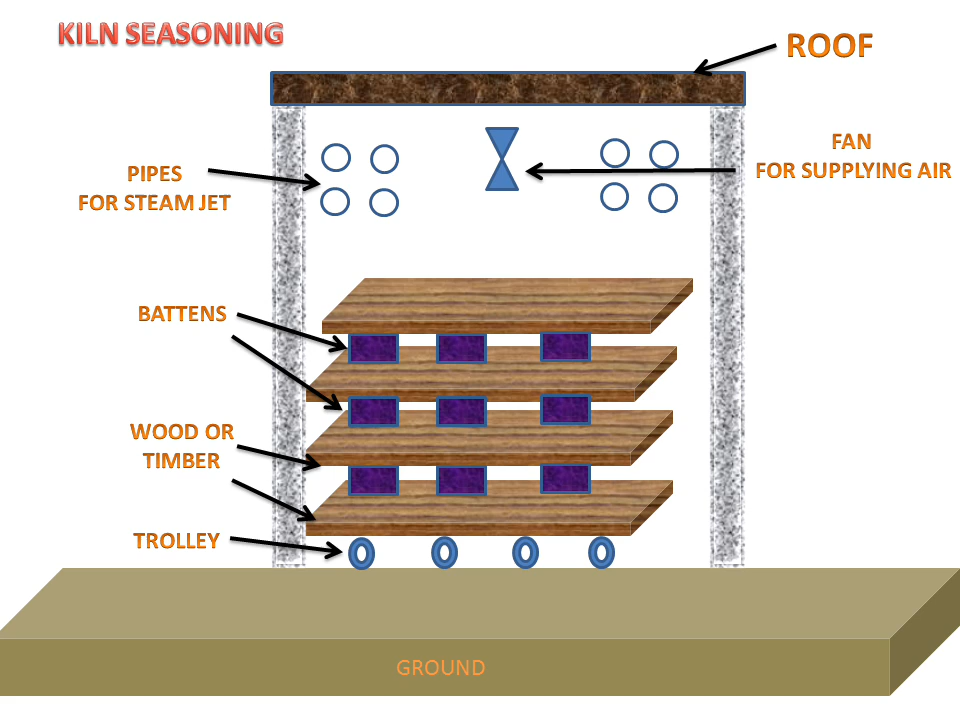 KILN SEASONING
ROOF
FAN
FOR SUPPLYING AIR
PIPES
FOR STEAM JET
BATTENS
WOOD OR
TIMBER
TROLLEY
GROUND